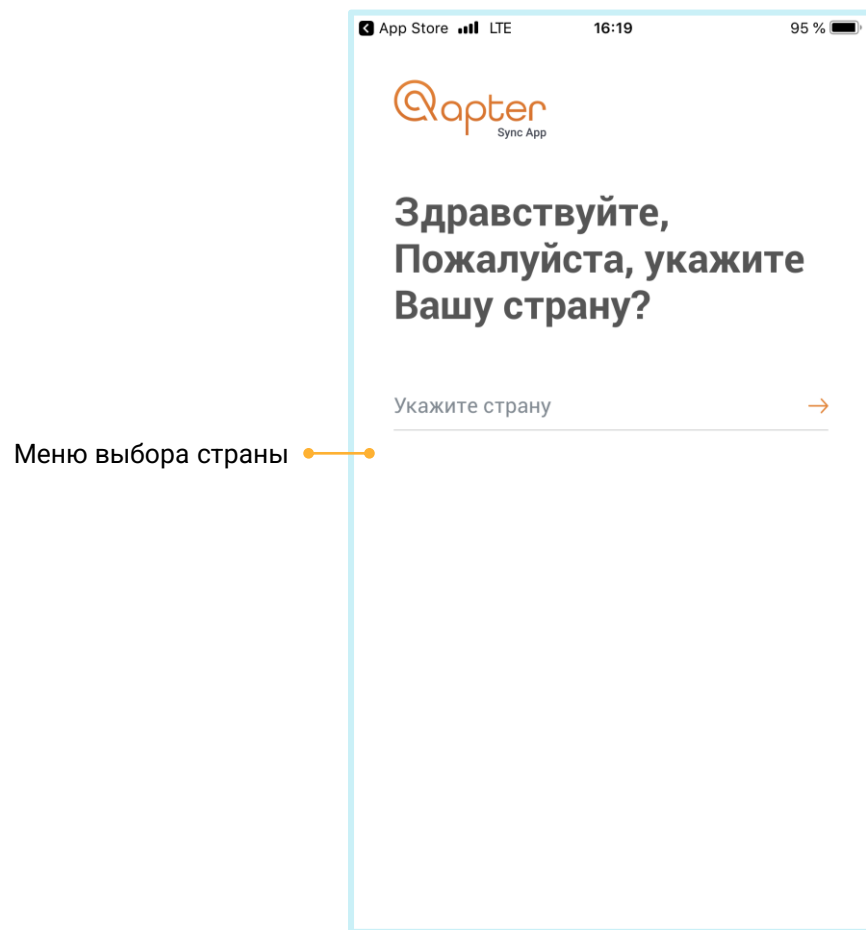 App Store LTE 16:19 95 %
Qapter
Sync App
Здравствуйте,
Пожалуйста, укажите
Вашу страну?
Укажите страну
Меню выбора страны